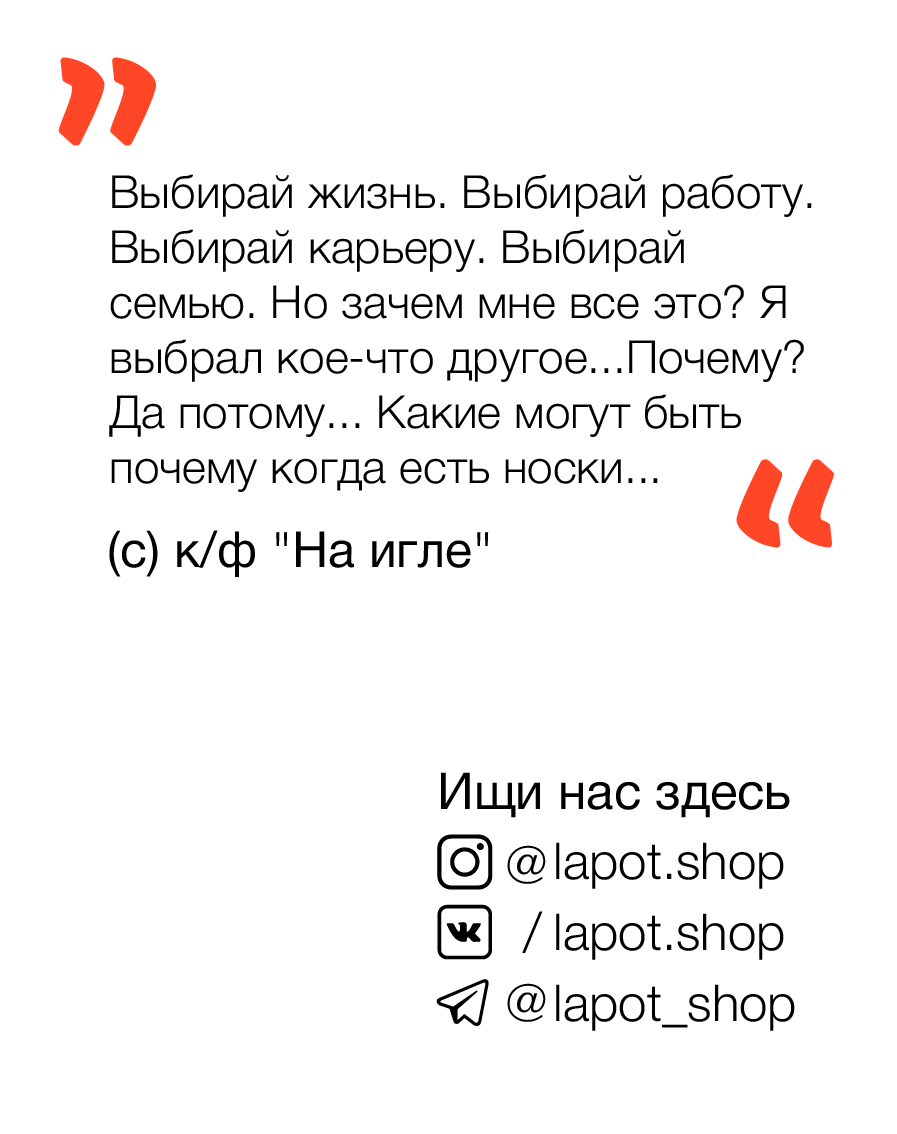 ”
Выбирай жизнь. Выбирай работу.
Выбирай карьеру. Выбирай
семью. Но зачем мне все это? Я
выбрал кое-что другое...Почему?
Да потому... Какие могут быть
почему когда есть носки...
“
(с) к/ф "На игле"
Ищи нас здесь
@lapot.shop
/ lapot.shop
@lapot_shop